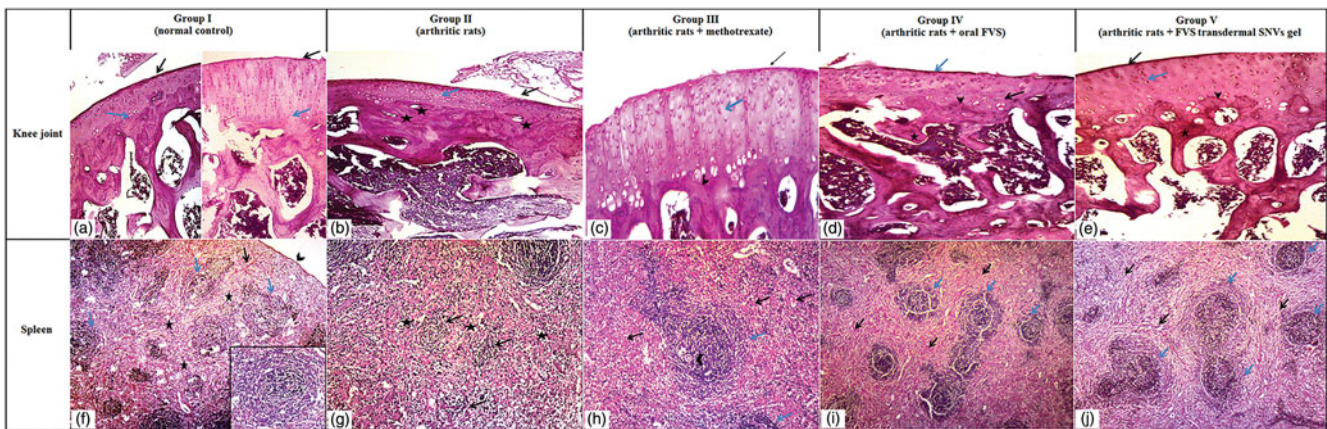 Group I
(normal control)
Group II
(arthritic rats)
Group III
(arthritic rats + methotrexate)
Group IV
(arthritic rats + oral FVS)
Group V
(arthritic rats + FVS transdermal SNVs gel
Knee joint
(a)
(b)
(c)
(d)
(e)
Spleen
(f)
(g)
(h)
(i)
(j)